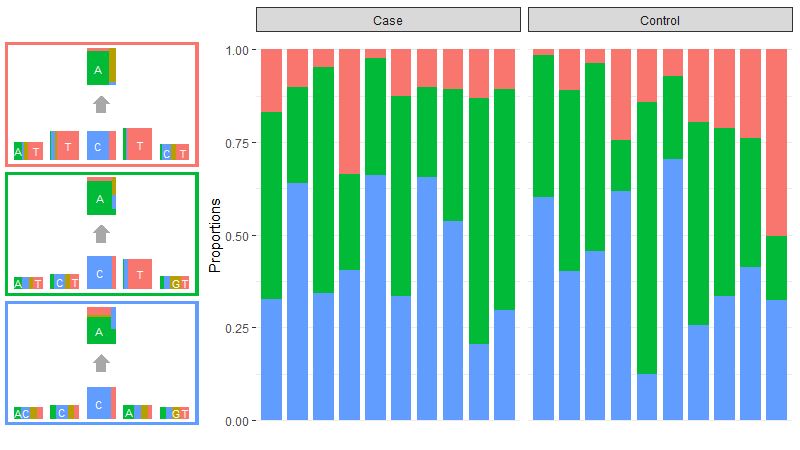 Case Control
A
A T T C T C T
A
A T C T C T G T
A
A C C C A G T
Proportions
1.00
0.75
0.50
0.25
0.00